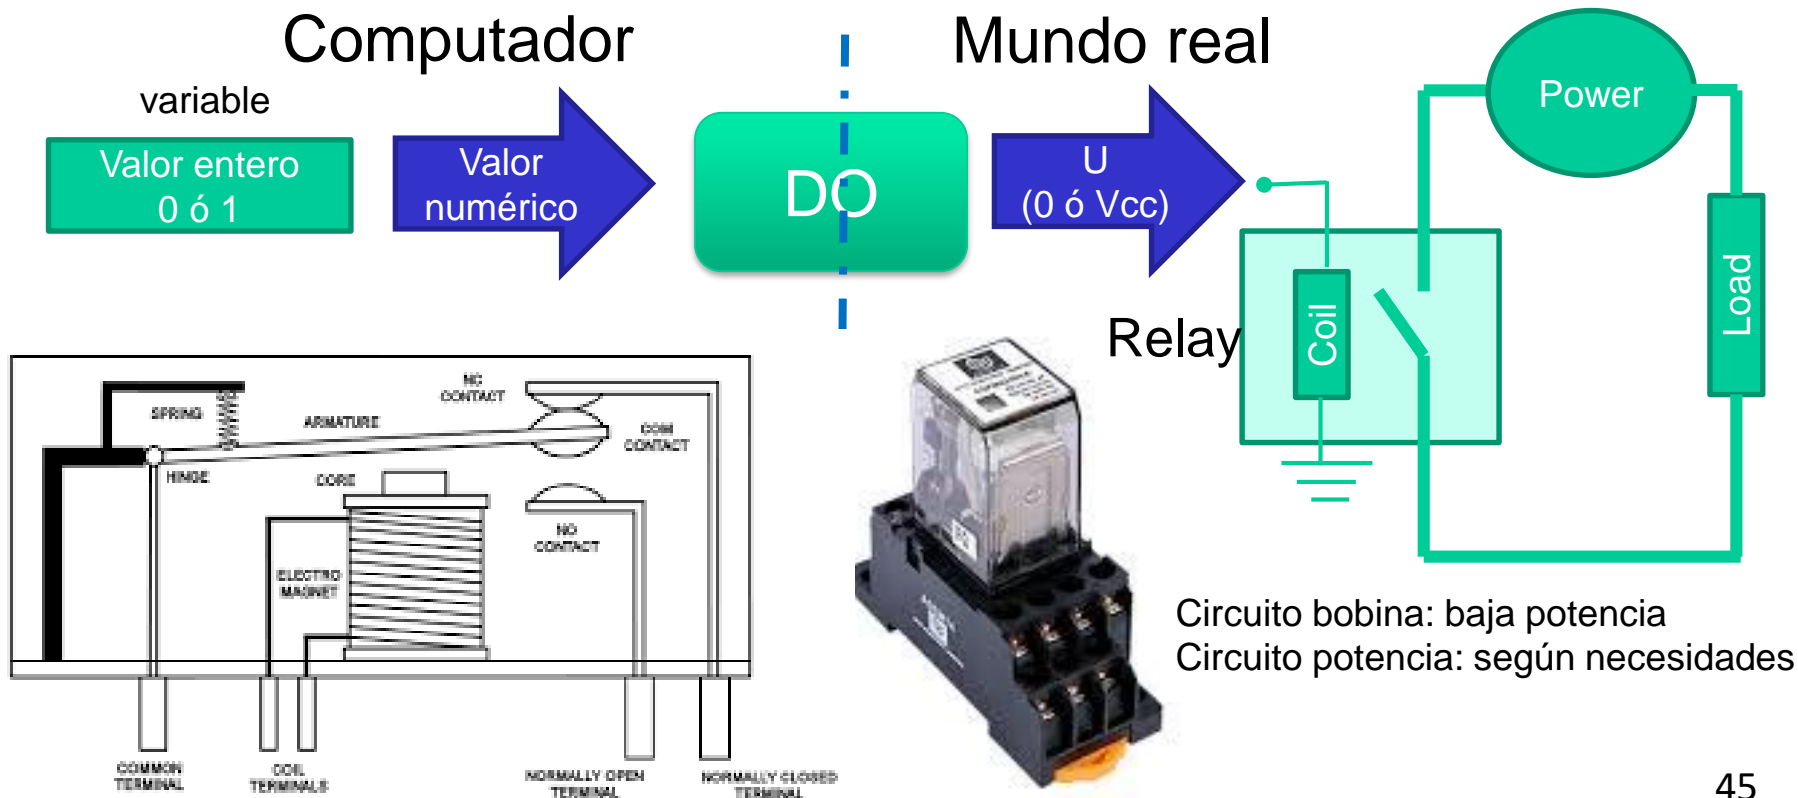 Computador
Mundo real
variable
Valor entero
0 ó 1
Valor
numérico
DO
U
(0 ó Vcc)
Power
Load
Coil
Relay
NC
CONTACT
SPRING
ARMATURE
COM
CONTACT
HINGE
CORE
NO
CONTACT
ELECTRO
MAGNET
COMMON
TERMINAL
COIL
TERMINALS
NORMALLY OPEN
TERMINAL
NORMALLY CLOSED
TERMINAL
Circuito bobina: baja potencia
Circuito potencia: según necesidades
45